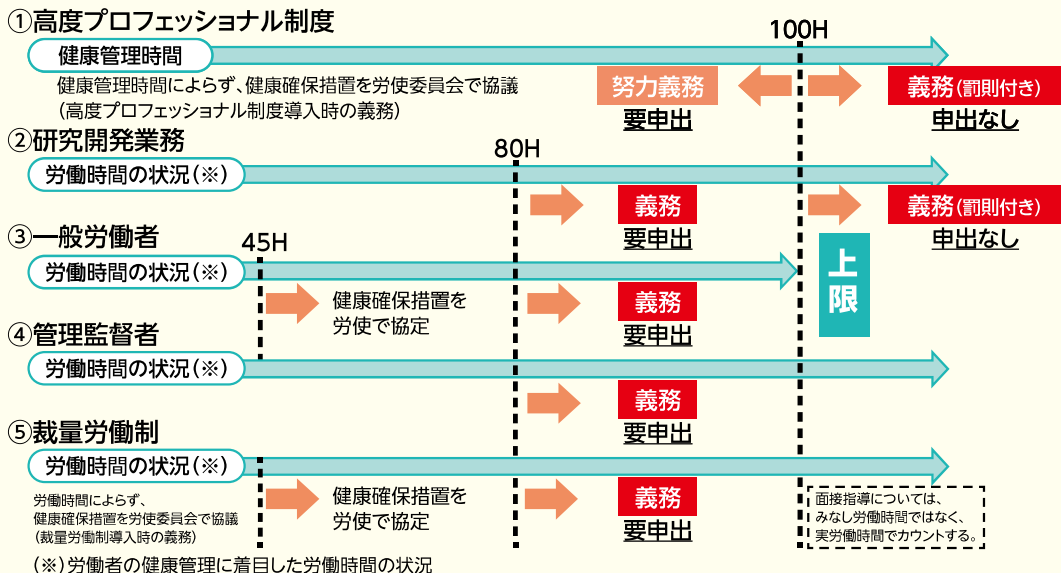 ①高度プロフェッショナル制度
100H
健康管理時間
健康管理時間によらず、健康確保措置を労使委員会で協議
(高度プロフェッショナル制度導入時の義務)
努力義務
要申出
義務(罰則付き)
申出なし
②研究開発業務
80H
労働時間の状況(※)
義務
要申出
義務(罰則付き)
申出なし
③一般労働者
45H
労働時間の状況(※)
健康確保措置を
労使で協定
義務
要申出
上限
④管理監督者
労働時間の状況(※)
義務
要申出
⑤裁量労働制
労働時間の状況(※)
労働時間によらず、
健康確保措置を労使委員会で協議
(裁量労働制導入時の義務)
健康確保措置を
労使で協定
義務
要申出
面接指導については、
みなし労働時間ではなく、
実労働時間でカウントする。
(※)労働者の健康管理に着目した労働時間の状況